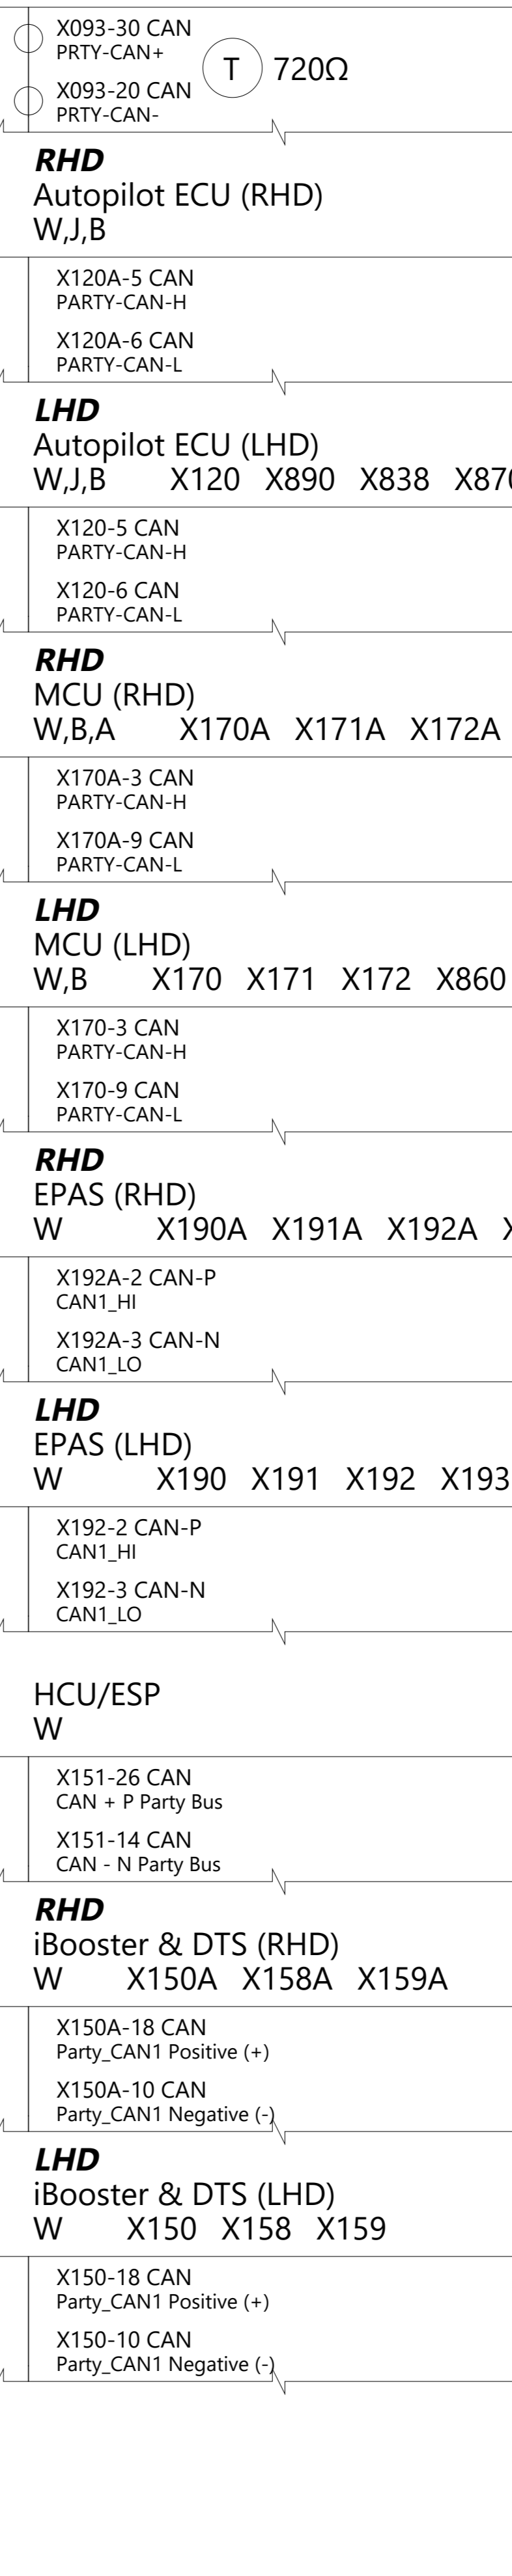 X093-30 CAN
PRTY-CAN+
T 720Ω
X093-20 CAN
PRTY-CAN-
RHD
Autopilot ECU (RHD)
W,J,B
X120A-5 CAN
PARTY-CAN-H
X120A-6 CAN
PARTY-CAN-L
LHD
Autopilot ECU (LHD)
W,J,B X120 X890 X838 X870
X120-5 CAN
PARTY-CAN-H
X120-6 CAN
PARTY-CAN-L
RHD
MCU (RHD)
W,B,A X170A X171A X172A
X170A-3 CAN
PARTY-CAN-H
X170A-9 CAN
PARTY-CAN-L
LHD
MCU (LHD)
W,B X170 X171 X172 X860
X170-3 CAN
PARTY-CAN-H
X170-9 CAN
PARTY-CAN-L
RHD
EPAS (RHD)
W X190A X191A X192A
X192A-2 CAN-P
CAN1_HI
X192A-3 CAN-N
CAN1_LO
LHD
EPAS (LHD)
W X190 X191 X192 X193
X192-2 CAN-P
CAN1_HI
X192-3 CAN-N
CAN1_LO
HCU/ESP
W
X151-26 CAN
CAN + P Party Bus
X151-14 CAN
CAN - N Party Bus
RHD
iBooster & DTS (RHD)
W X150A X158A X159A
X150A-18 CAN
Party_CAN1 Positive (+)
X150A-10 CAN
Party_CAN1 Negative (-)
LHD
iBooster & DTS (LHD)
W X150 X158 X159
X150-18 CAN
Party_CAN1 Positive (+)
X150-10 CAN
Party_CAN1 Negative (-)